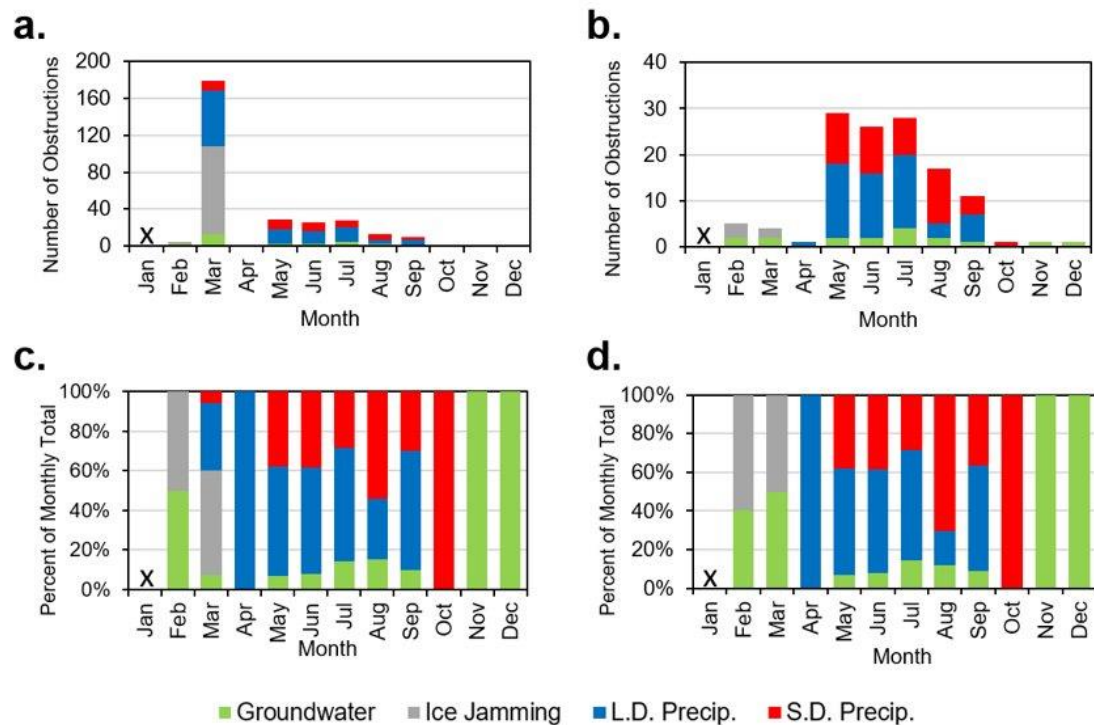 a.
Number of Obstructions
200
160
120
80
40
0
X
Jan
Feb
Mar
Apr
May
Jun
Jul
Aug
Sep
Oct
Nov
Dec
Month
b.
Number of Obstructions
40
30
20
10
0
X
Jan
Feb
Mar
Apr
May
Jun
Jul
Aug
Sep
Oct
Nov
Dec
Month
c.
Percent of Monthly Total
100%
80%
60%
40%
20%
0%
X
Jan
Feb
Mar
Apr
May
Jun
Jul
Aug
Sep
Oct
Nov
Dec
Month
d.
Percent of Monthly Total
100%
80%
60%
40%
20%
0%
X
Jan
Feb
Mar
Apr
May
Jun
Jul
Aug
Sep
Oct
Nov
Dec
Month
Groundwater Ice Jamming L.D. Precip. S.D. Precip.